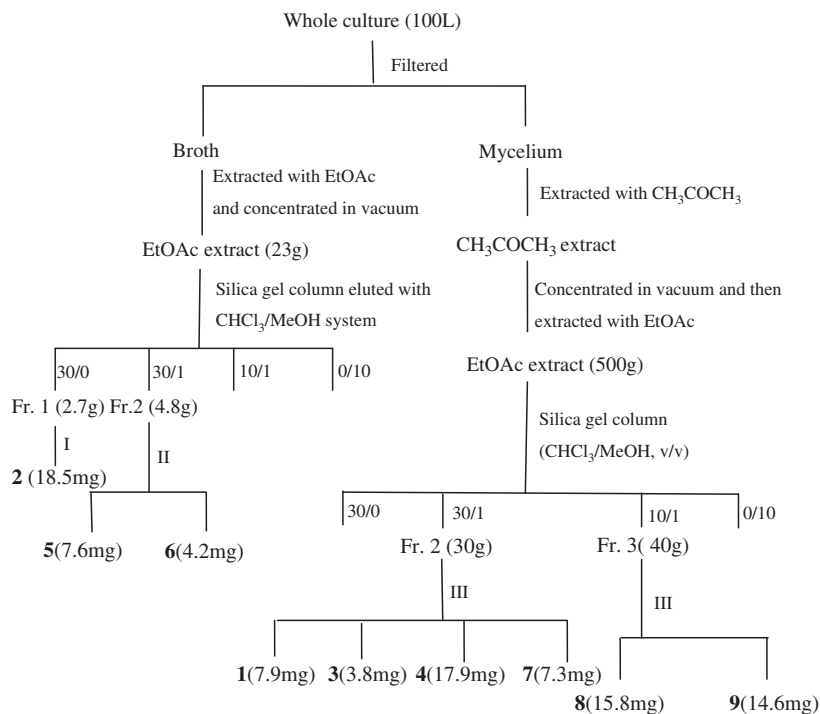 Whole culture (100L)
Filtered
Broth
Mycelium
Extracted with EtOAc
and concentrated in vacuum
Extracted with CH₃COCH₃
EtOAc extract (23g)
CH₃COCH₃ extract
Silica gel column eluted with
CHCl₃/MeOH system
Concentrated in vacuum and then
extracted with EtOAc
EtOAc extract (500g)
30/0
30/1
10/1
0/10
Fr. 1 (2.7g)
Fr.2 (4.8g)
Silica gel column
(CHCl₃/MeOH, v/v)
I
II
2 (18.5mg)
5(7.6mg)
6(4.2mg)
30/0
30/1
10/1
0/10
Fr. 2 (30g)
Fr. 3( 40g)
III
III
1(7.9mg)
3(3.8mg)
4(17.9mg)
7(7.3mg)
8(15.8mg)
9(14.6mg)